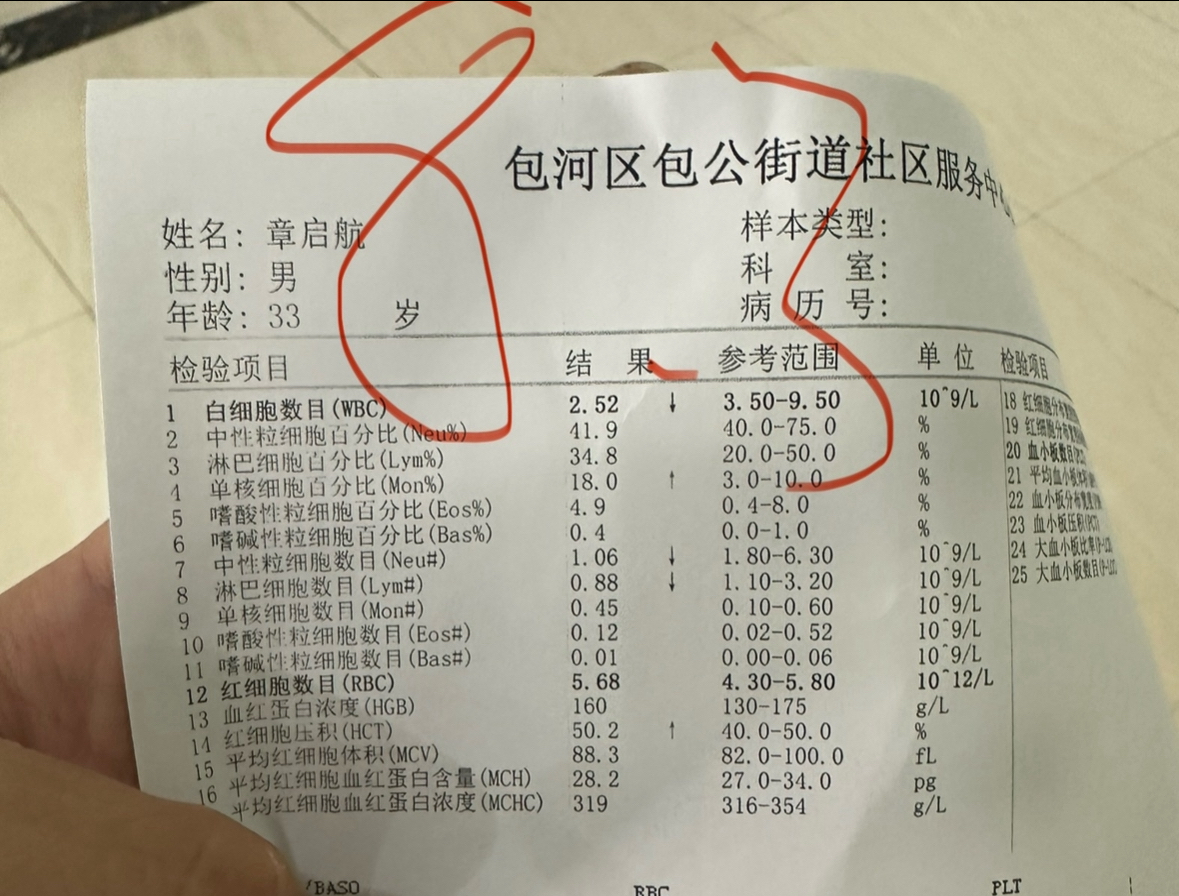 包河区包公街道社区服务中
姓名: 章启航
样本类型:
性别: 男
科 室:
年龄: 33 岁
病 历 号:
检验项目 结 果 参考范围 单 位 检验项目
1 白细胞数目(WBC) 2.52 ↓ 3.50-9.50 10^9/L
2 中性粒细胞百分比(Neu%) 41.9 40.0-75.0 %
3 淋巴细胞百分比(Lym%) 34.8 20.0-50.0 %
4 单核细胞百分比(Mon%) 18.0 ↑ 3.0-10.0 %
5 嗜酸性粒细胞百分比(Eos%) 4.9 0.4-8.0 %
6 嗜碱性粒细胞百分比(Bas%) 0.4 0.0-1.0 %
7 中性粒细胞数目(Neu#) 1.06 ↓ 1.80-6.30 10^9/L
8 淋巴细胞数目(Lym#) 0.88 ↓ 1.10-3.20 10^9/L
9 单核细胞数目(Mon#) 0.45 0.10-0.60 10^9/L
10 嗜酸性粒细胞数目(Eos#) 0.12 0.02-0.52 10^9/L
11 嗜碱性粒细胞数目(Bas#) 0.01 0.00-0.06 10^9/L
12 红细胞数目(RBC) 5.68 4.30-5.80 10^12/L
13 血红蛋白浓度(HGB) 160 130-175 g/L
14 红细胞压积(HCT) 50.2 ↑ 40.0-50.0 %
15 平均红细胞体积(MCV) 88.3 82.0-100.0 fL
16 平均红细胞血红蛋白含量(MCH) 28.2 27.0-34.0 pg
平均红细胞血红蛋白浓度(MCHC) 319 316-354 g/L
18 红细胞分布宽度
19 红细胞分布宽度
20 血小板数目
21 平均血小板体积
22 血小板分布宽度
23 血小板压积(PCT)
24 大血小板比率
25 大血小板数目
/BASO RBC PLT